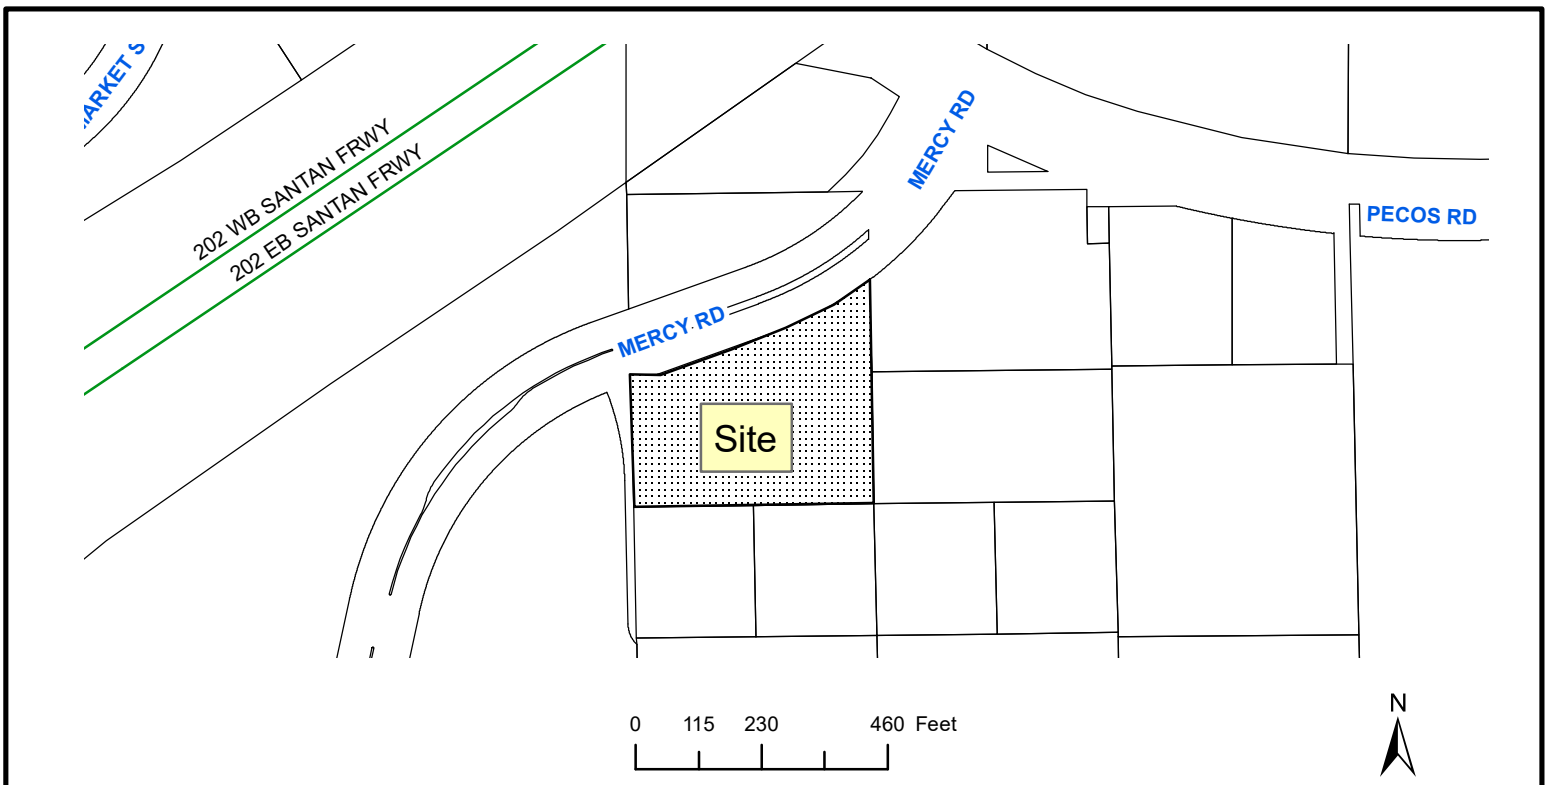 MARKET S
202 WB SANTAN FRWY
202 EB SANTAN FRWY
MERCY RD
PECOS RD
MERCY RD
Site
0 115 230 460 Feet
N